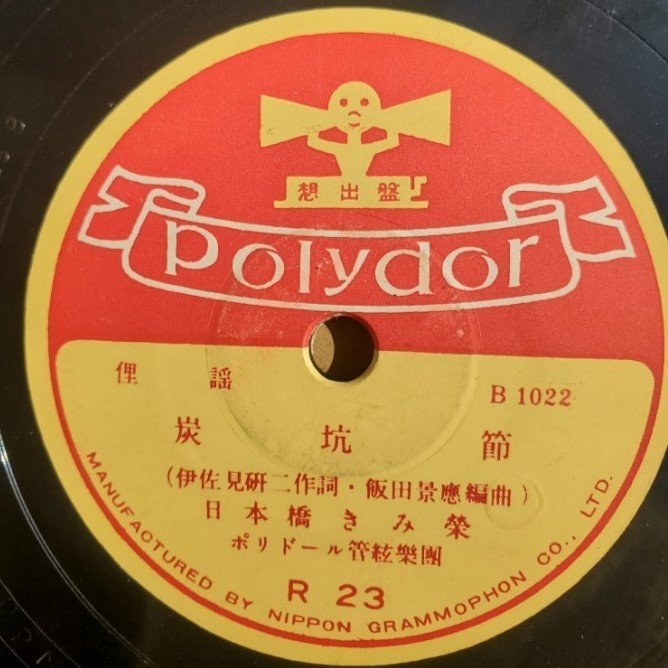 想出盤
polydor
俚謡
B 1022
炭坑節
(伊佐見研二作詞・飯田景應編曲)
日本橋きみ榮
ポリドール管絃樂團
R 23
MANUFACTURED BY NIPPON GRAMMOPHON CO., LTD.